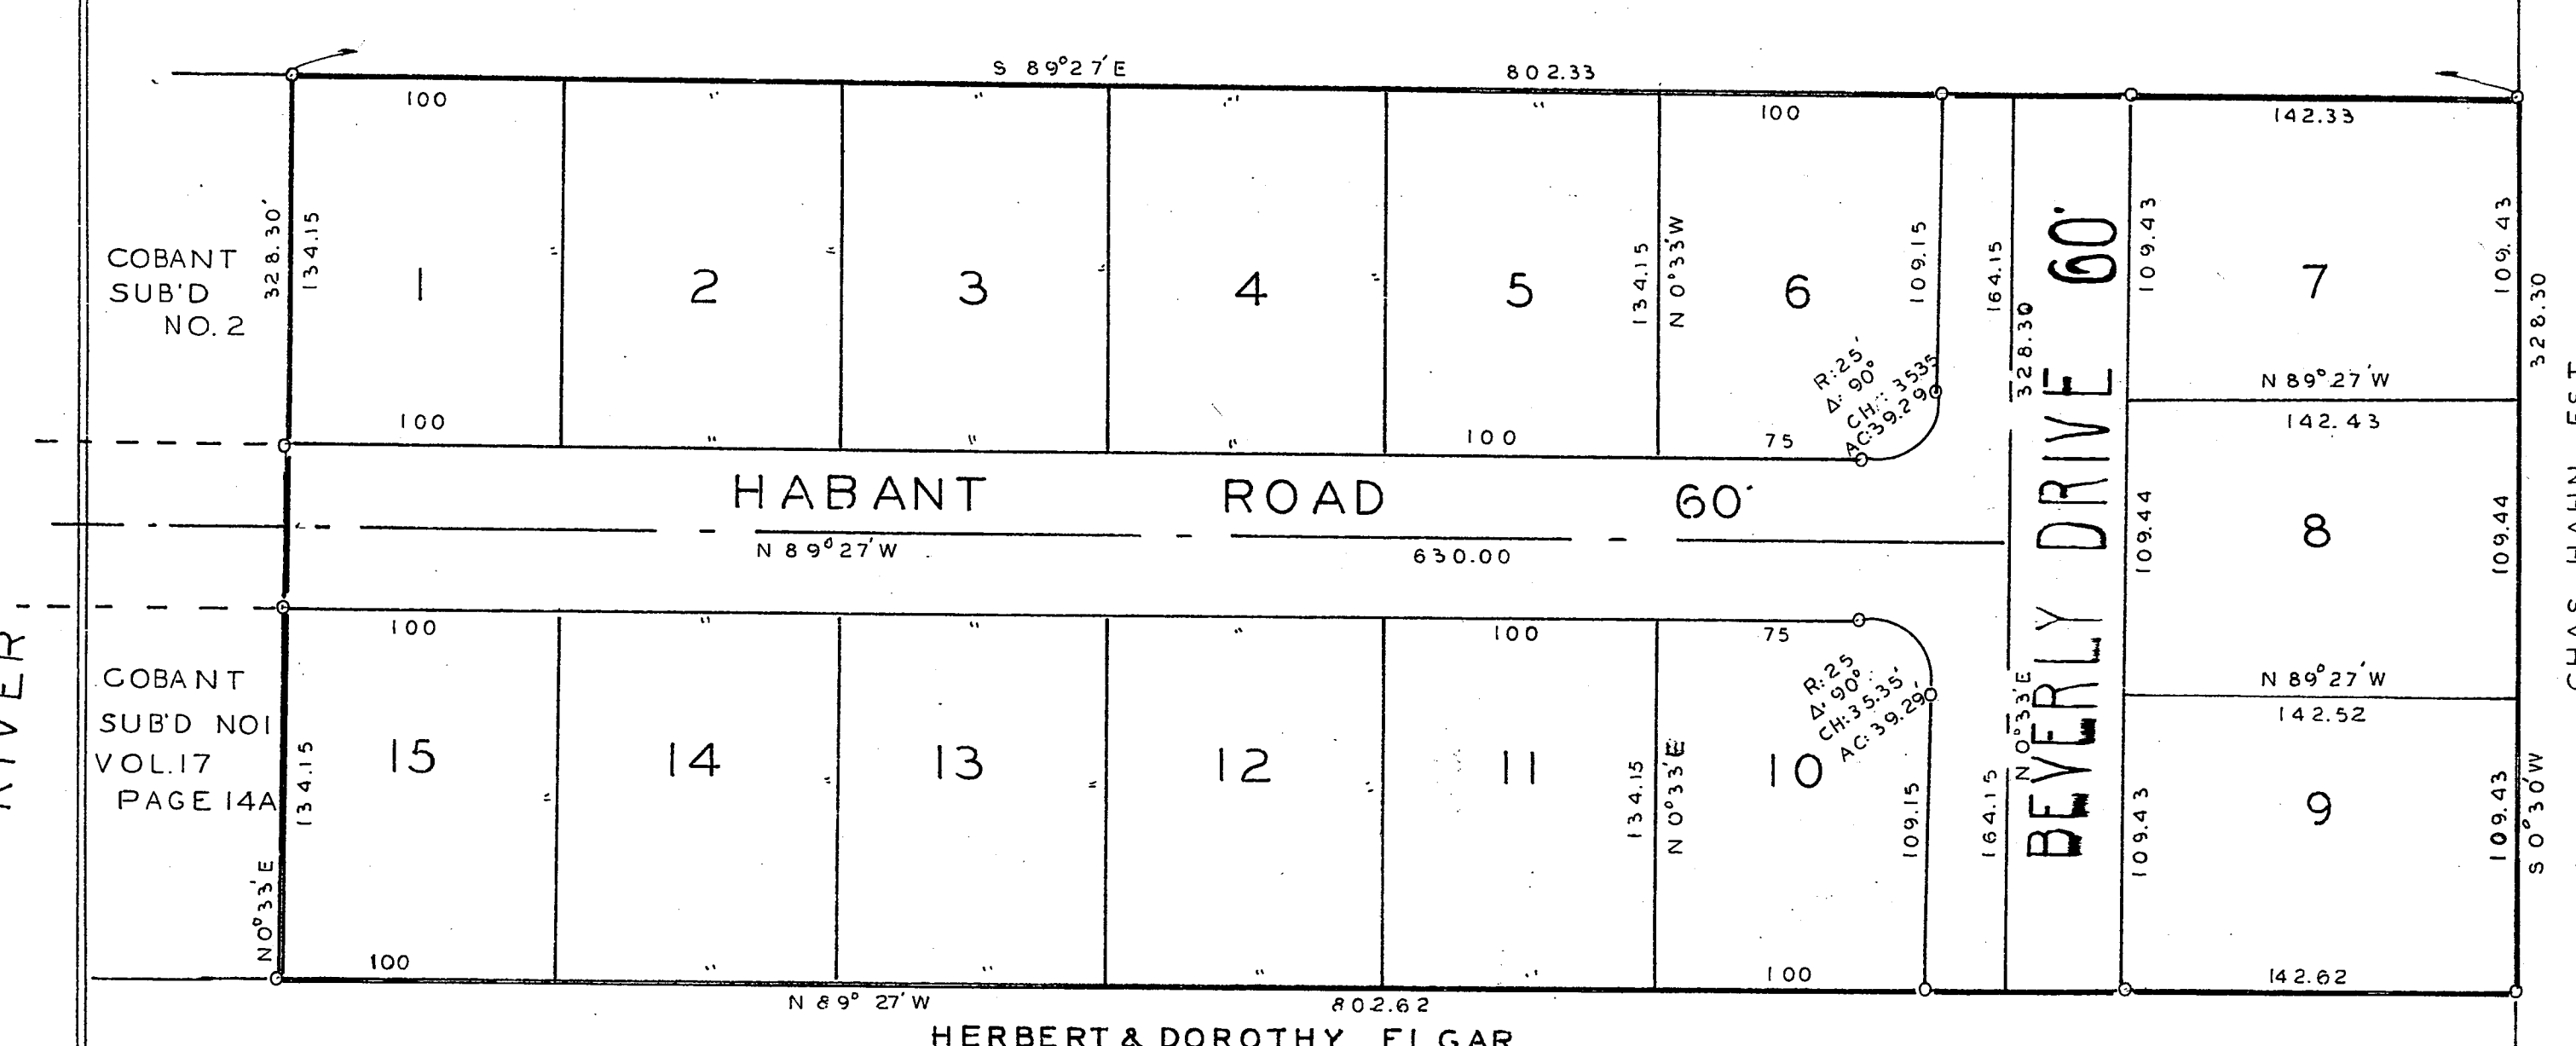 S 89°27'E 802.33
100 " " " " 100 142.33
COBANT
SUB'D
NO. 2
328.30'
134.15
1 2 3 4 5 6 7
" " " " "
134.15
N 0°33'W
109.15
164.15
328.30
109.43
109.43
328.30
R:25'
Δ: 90°
CH.: 3535
AC:39.29
100 " " " 100 75
N 89°27'W
142.43
HABANT ROAD 60'
N 89°27'W 630.00
BEVERLY DRIVE 60'
109.44
8
109.44
CHAS HAHN EST
RIVER
100 " " " 100 75
N 89°27'W
142.52
COBANT
SUB'D NO1
VOL.17
PAGE 14A
134.15
N0°33'E
15 14 13 12 11 10 9
" " " "
134.15
N 0°33'E
R:25
Δ: 90°
CH:35.35'
AC:39.29'
109.15
164.15
N 0°33'E
109.43
109.43
S 0°30'W
100 " " " " 100 142.62
N 89° 27'W 802.62
HERBERT & DOROTHY ELGAR